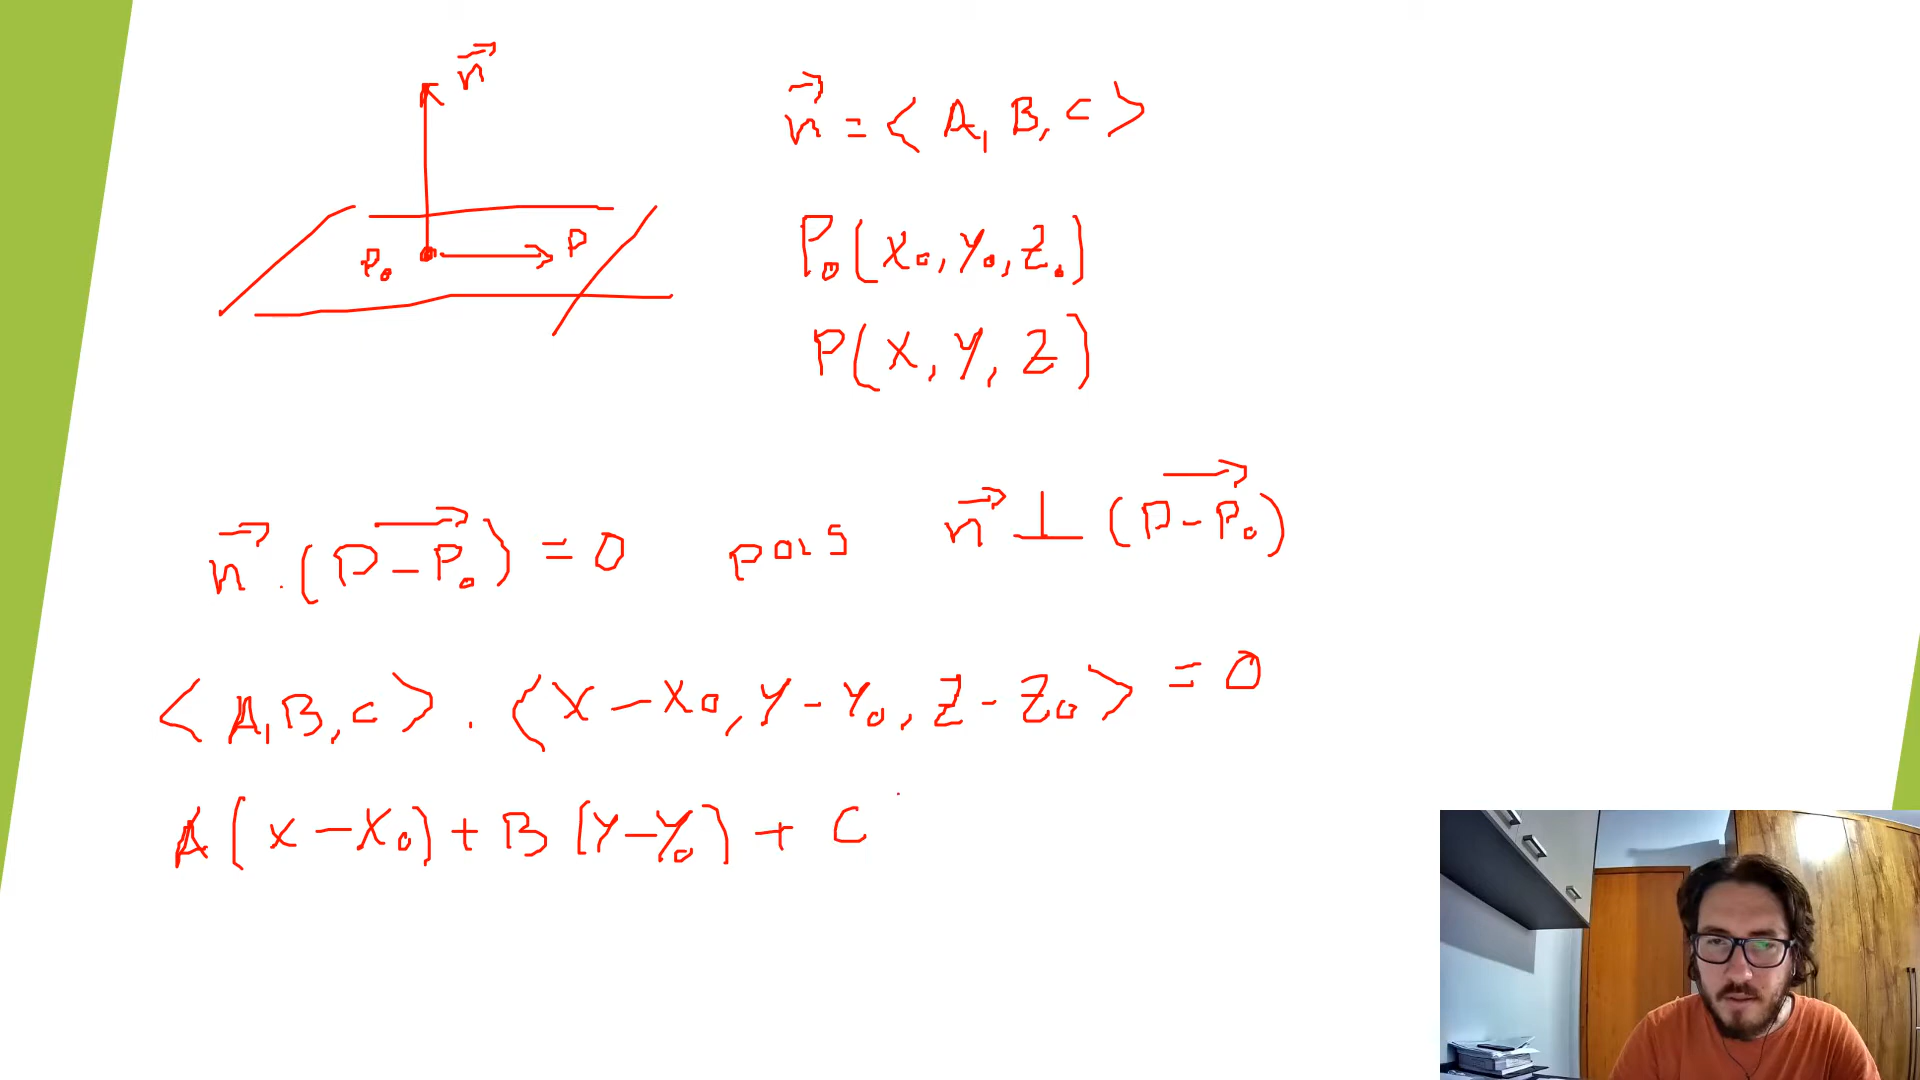 n⃗
n⃗ = < A, B, C >
P₀ P
P₀(X₀, Y₀, Z₀)
P(X, Y, Z)
n⃗ ⊥ (P – P₀)
n⃗ . (P – P₀) = 0 pois
< A, B, C > . < X – X₀, Y – Y₀, Z – Z₀ > = 0
A(X – X₀) + B(Y – Y₀) + C